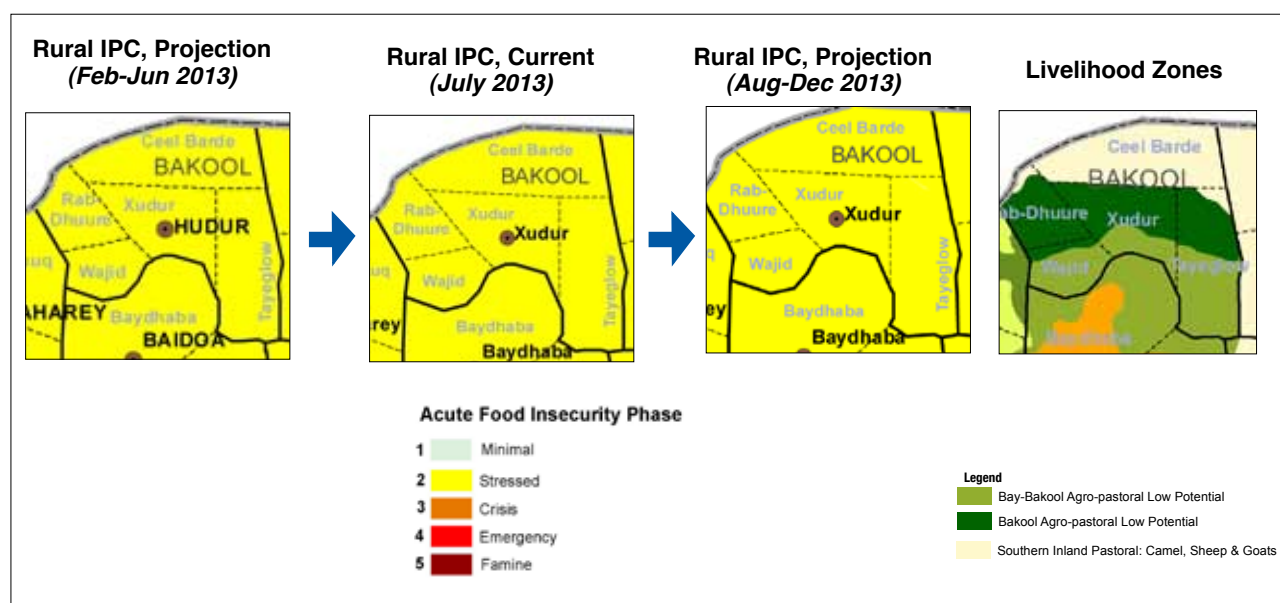 Rural IPC, Projection
(Feb-Jun 2013)
Rural IPC, Current
(July 2013)
Rural IPC, Projection
(Aug-Dec 2013)
Livelihood Zones
Ceel Barde
BAKOOL
Rab-
Dhuure
Xudur
HUDUR
uq
Wajid
Tayeglow
AHAREY
Baydhaba
BAIDOA
Ceel Barde
BAKOOL
Rab-
Dhuure
Xudur
Xudur
uq
Wajid
Tayeglow
rey
Baydhaba
Baydhaba
Ceel Barde
BAKOOL
Rab-
Dhuure
Xudur
Xudur
q
Wajid
Tayeglow
ey
Baydhaba
Baydhaba
Ceel Barde
BAKOOL
ab-Dhuure
Xudur
Wajid
Tayeglow
Baydhaba
Acute Food Insecurity Phase
1 Minimal
2 Stressed
3 Crisis
4 Emergency
5 Famine
Legend
Bay-Bakool Agro-pastoral Low Potential
Bakool Agro-pastoral Low Potential
Southern Inland Pastoral: Camel, Sheep & Goats